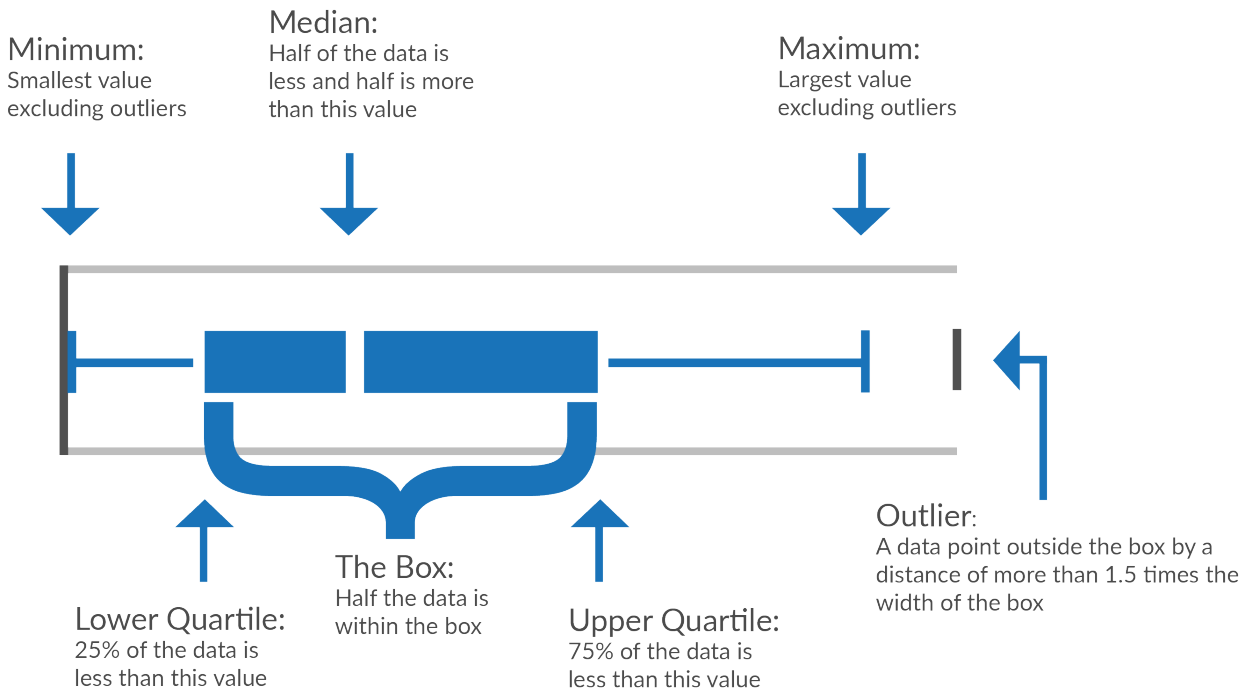 Median:
Half of the data is
less and half is more
than this value
Minimum:
Smallest value
excluding outliers
Maximum:
Largest value
excluding outliers
Outlier:
A data point outside the box by a
distance of more than 1.5 times the
width of the box
The Box:
Half the data is
within the box
Lower Quartile:
25% of the data is
less than this value
Upper Quartile:
75% of the data is
less than this value